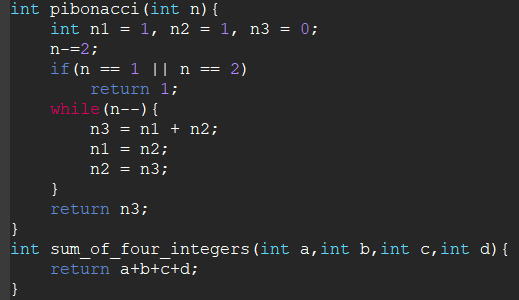 int pibonacci(int n){
    int n1 = 1, n2 = 1, n3 = 0;
    n-=2;
    if(n == 1 || n == 2)
        return 1;
    while(n--){
        n3 = n1 + n2;
        n1 = n2;
        n2 = n3;
    }
    return n3;
}
int sum_of_four_integers(int a,int b,int c,int d){
    return a+b+c+d;
}